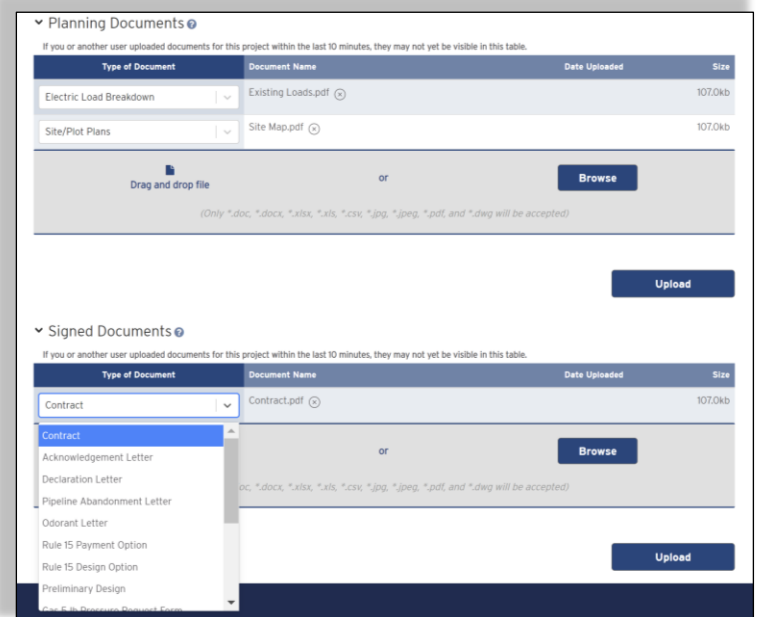 Planning Documents
If you or another user uploaded documents for this project within the last 10 minutes, they may not yet be visible in this table.
Type of Document Document Name Date Uploaded Size
Electric Load Breakdown Existing Loads.pdf 107.0kb
Site/Plot Plans Site Map.pdf 107.0kb
Drag and drop file or Browse
(Only *.doc, *.docx, *.xlsx, *.xls, *.csv, *.jpg, *.jpeg, *.pdf, and *.dwg will be accepted)
Upload
Signed Documents
If you or another user uploaded documents for this project within the last 10 minutes, they may not yet be visible in this table.
Type of Document Document Name Date Uploaded Size
Contract Contract.pdf 107.0kb
Contract
Acknowledgement Letter or Browse
Declaration Letter
oc, *.docx, *.xlsx, *.xls, *.csv, *.jpg, *.jpeg, *.pdf, and *.dwg will be accepted)
Pipeline Abandonment Letter
Odorant Letter
Rule 15 Payment Option
Upload
Rule 15 Design Option
Preliminary Design
Gas 5 lb Pressure Request Form